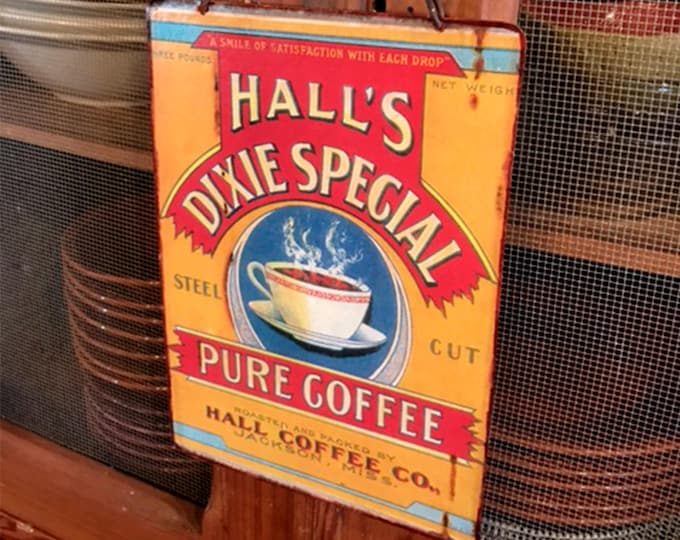 "A SMILE OF SATISFACTION WITH EACH DROP"
THREE POUNDS
NET WEIGHT
HALL'S
DIXIE SPECIAL
STEEL
CUT
PURE COFFEE
ROASTED AND PACKED BY
HALL COFFEE CO.,
JACKSON, MISS.